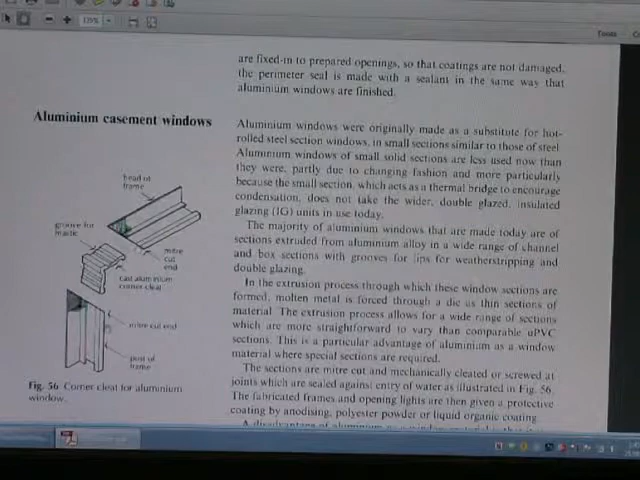 139%
Tools
are fixed-in to prepared openings, so that coatings are not damaged,
the perimeter seal is made with a sealant in the same way that
aluminium windows are finished.
Aluminium casement windows
Aluminium windows were originally made as a substitute for hot-
rolled steel section windows, in small sections similar to those of steel
Aluminium windows of small solid sections are less used now than
they were, partly due to changing fashion and more particularly
because the small section, which acts as a thermal bridge to encourage
condensation, does not take the wider, double glazed, insulated
glazing (IG) units in use today.
The majority of aluminium windows that are made today are of
sections extruded from aluminium alloy in a wide range of channel
and box sections with grooves for lips for weatherstripping and
double glazing.
In the extrusion process through which these window sections are
formed, molten metal is forced through a die as thin sections of
material. The extrusion process allows for a wide range of sections
which are more straightforward to vary than comparable uPVC
sections. This is a particular advantage of aluminium as a window
material where special sections are required.
The sections are mitre cut and mechanically cleated or screwed at
joints which are sealed against entry of water as illustrated in Fig. 56.
The fabricated frames and opening lights are then given a protective
coating by anodising, polyester powder or liquid organic coating
A disadvantage of aluminium as a window material is that it
head of
frame
groove for
mastic
mitre
cut
end
cast aluminium
corner cleat
mitre cut end
post of
frame
Fig. 56 Corner cleat for aluminium
window.